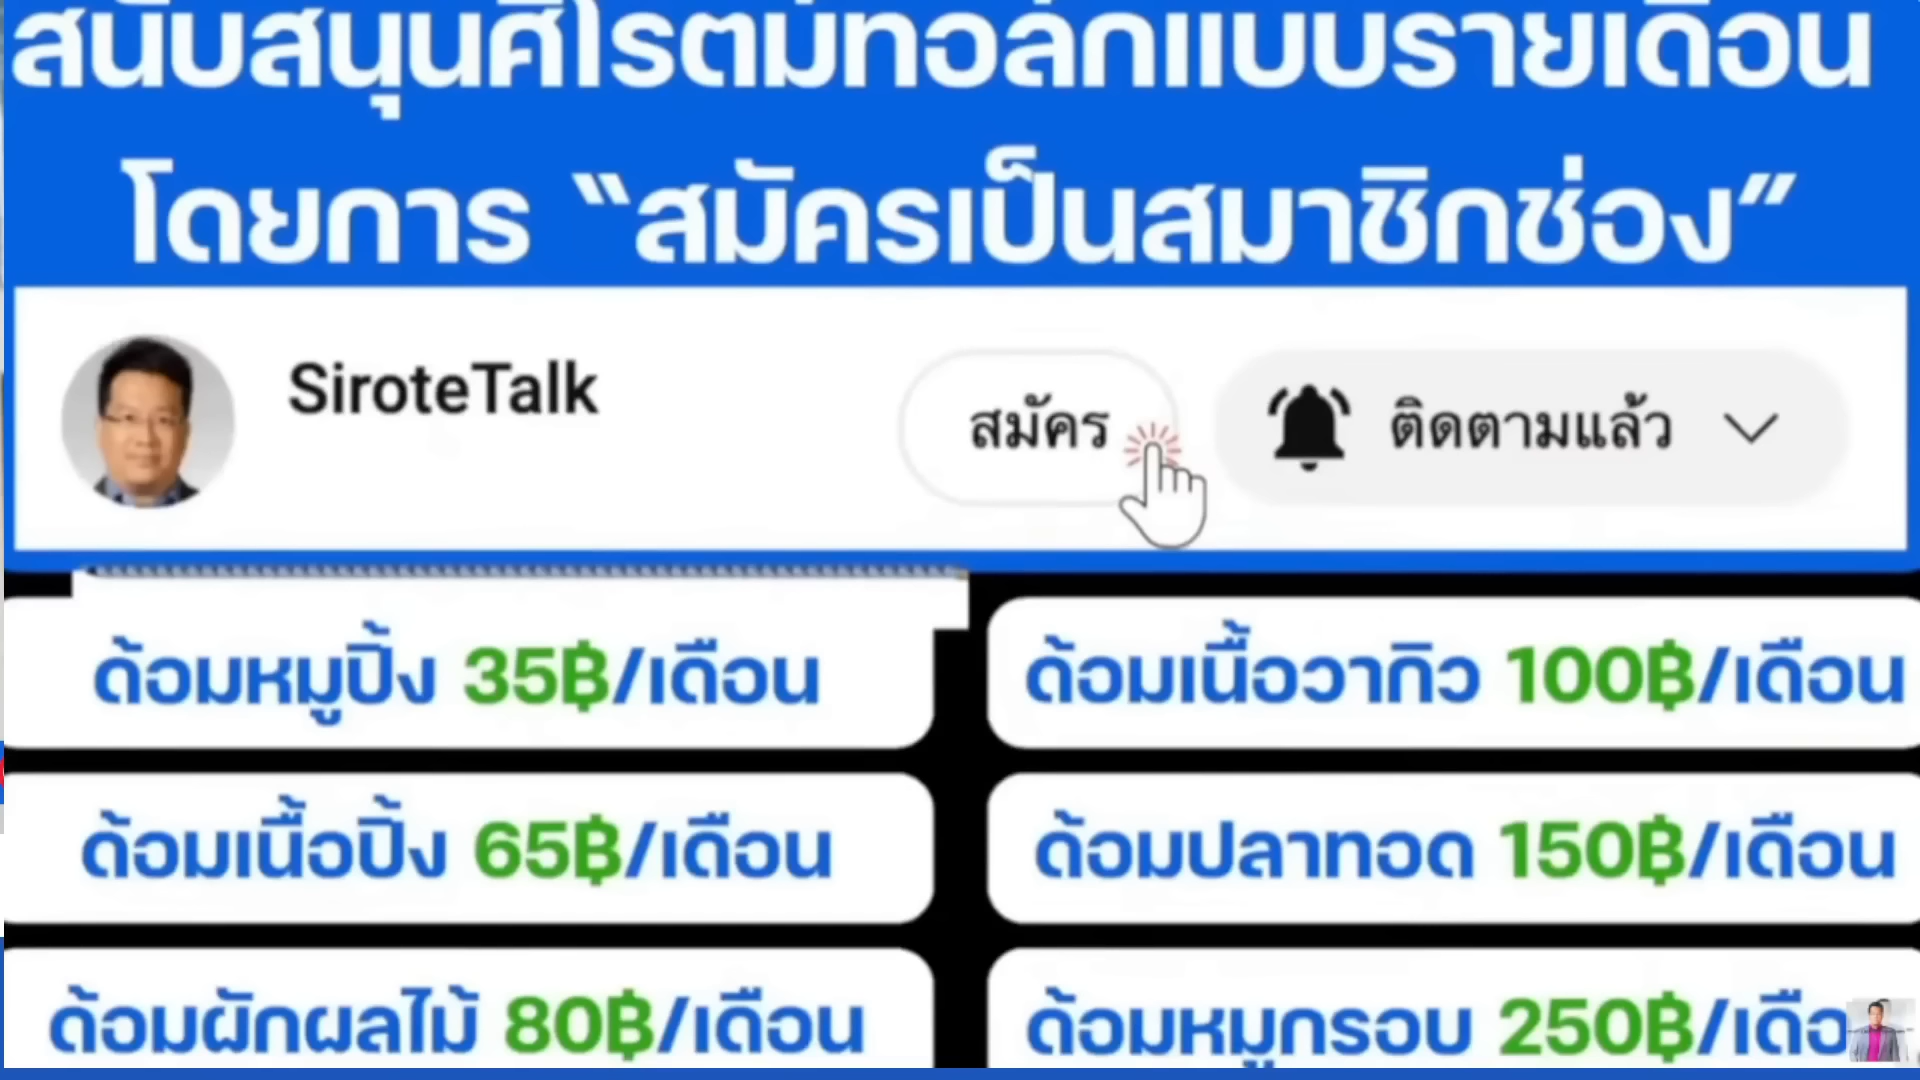 สนับสนุนศิโรตม์ทอล์กแบบรายเดือน
โดยการ “สมัครเป็นสมาชิกช่อง”
SiroteTalk
สมัคร
ติดตามแล้ว
ด้อมหมูปิ้ง 35฿/เดือน
ด้อมเนื้อวากิว 100฿/เดือน
ด้อมเนื้อปิ้ง 65฿/เดือน
ด้อมปลาทอด 150฿/เดือน
ด้อมผักผลไม้ 80฿/เดือน
ด้อมหมูกรอบ 250฿/เดือ